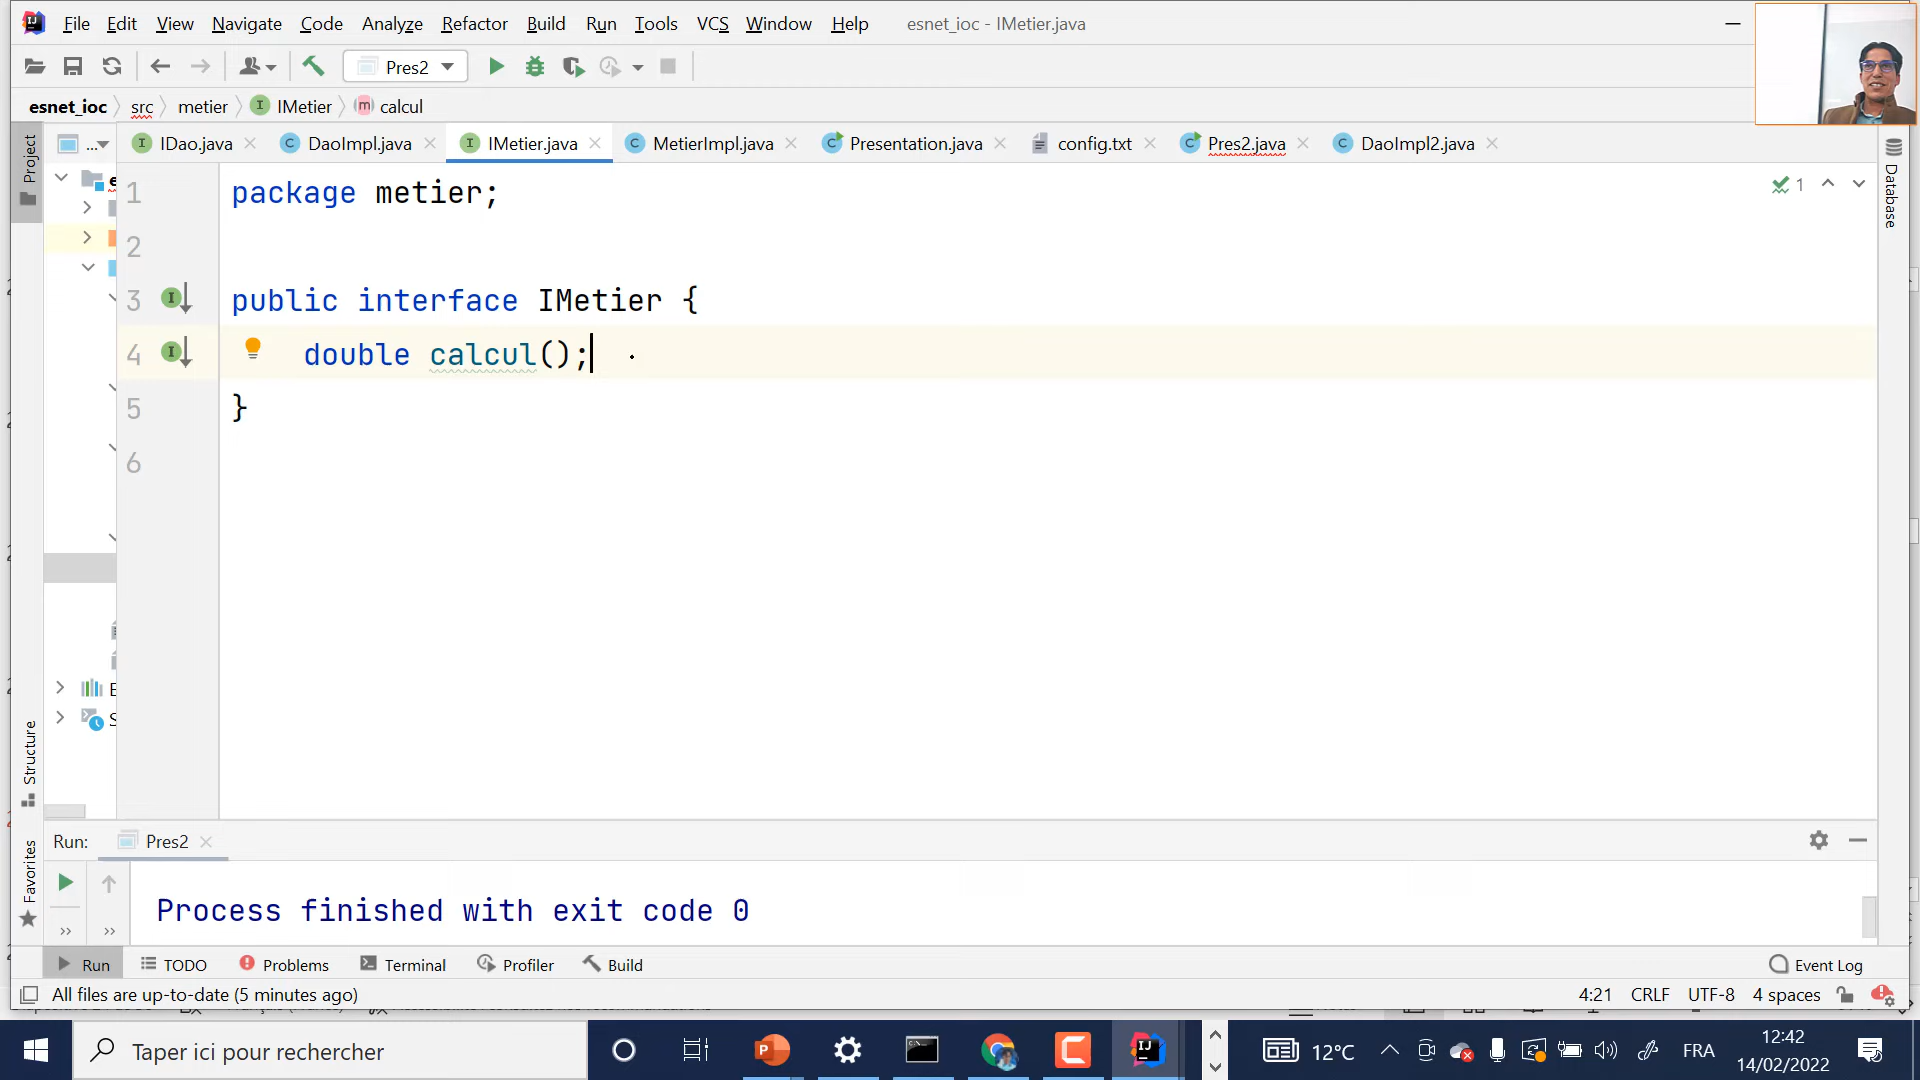 File Edit View Navigate Code Analyze Refactor Build Run Tools VCS Window Help esnet_ioc - IMetier.java
Pres2
esnet_ioc src metier IMetier calcul
Project
IDao.java DaoImpl.java IMetier.java MetierImpl.java Presentation.java config.txt Pres2.java DaoImpl2.java
Database
1 package metier;
1
2
3 public interface IMetier {
4 double calcul();
5 }
6
Structure
Favorites
Run: Pres2
Process finished with exit code 0
Run TODO Problems Terminal Profiler Build Event Log
All files are up-to-date (5 minutes ago) 4:21 CRLF UTF-8 4 spaces
Taper ici pour rechercher 12°C FRA 12:42
14/02/2022